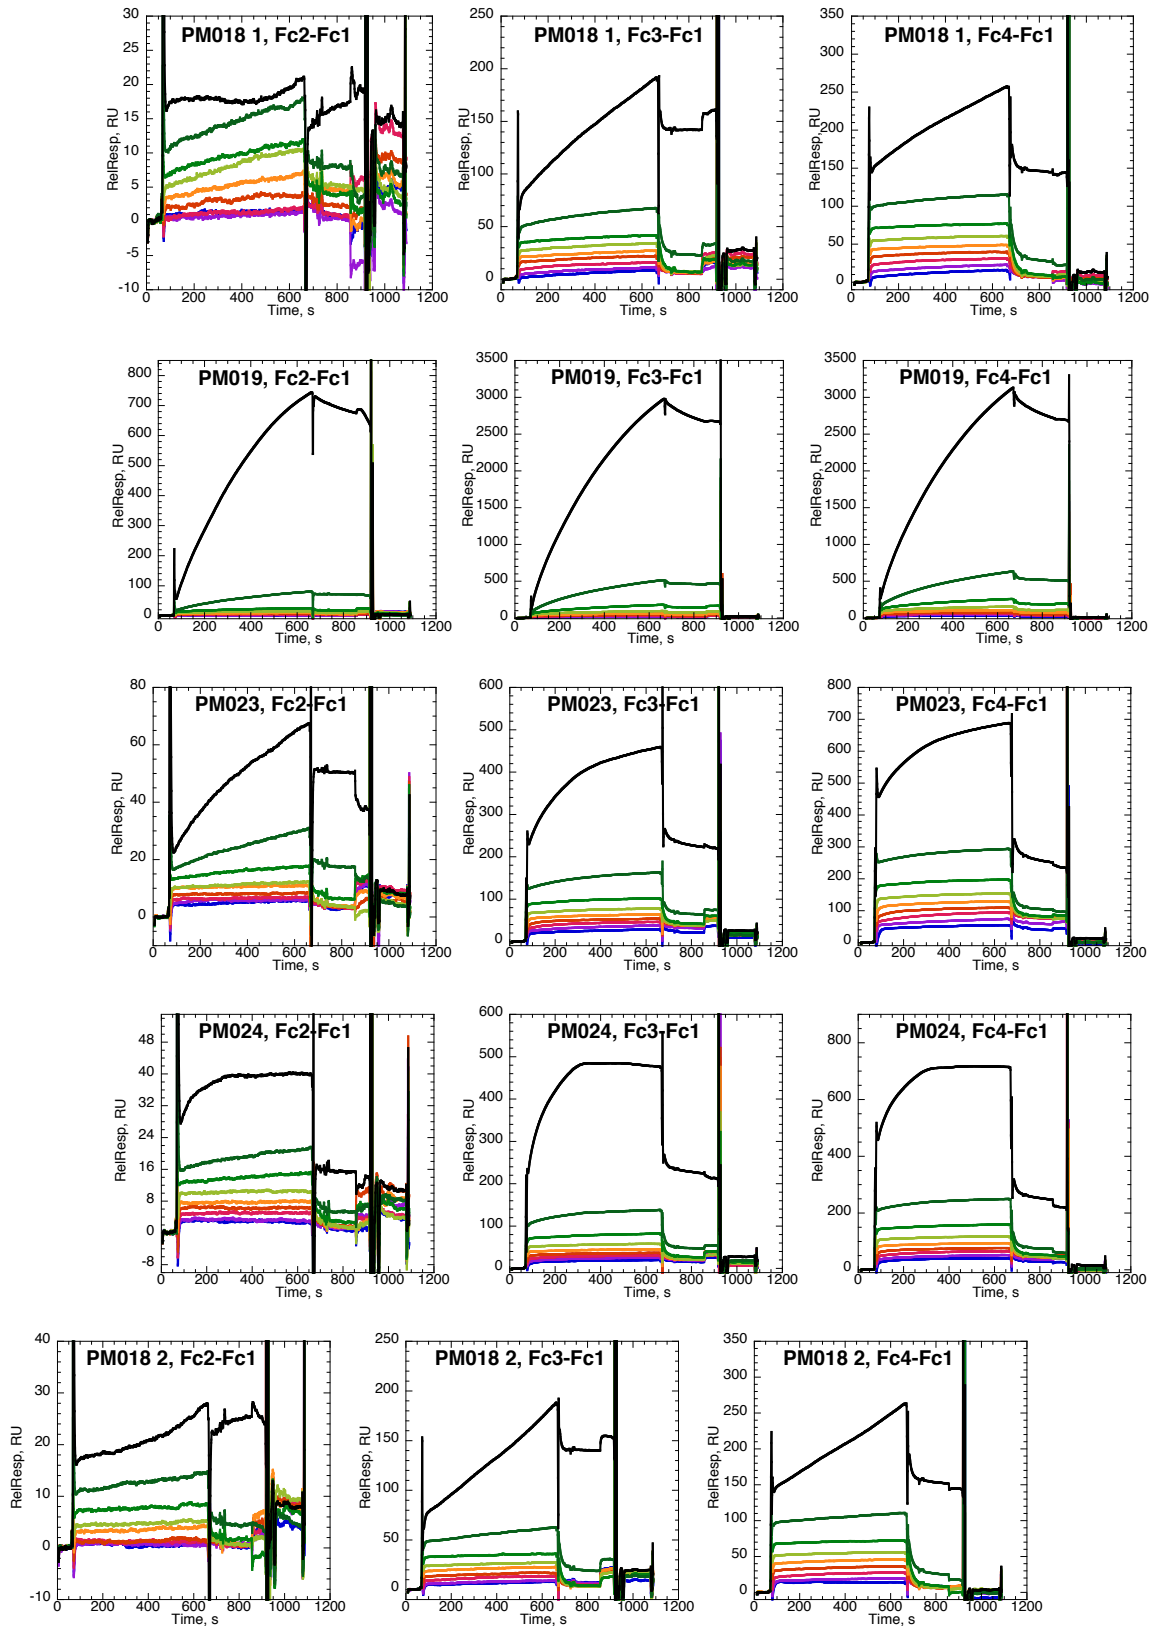 PM018 1, Fc2-Fc1
RelResp, RU
30
25
20
15
10
5
0
-5
-10
0 200 400 600 800 1000 1200
Time, s
PM018 1, Fc3-Fc1
RelResp, RU
250
200
150
100
50
0
0 200 400 600 800 1000 1200
Time, s
PM018 1, Fc4-Fc1
RelResp, RU
350
300
250
200
150
100
50
0
0 200 400 600 800 1000 1200
Time, s
PM019, Fc2-Fc1
RelResp, RU
800
700
600
500
400
300
200
100
0
0 200 400 600 800 1000 1200
Time, s
PM019, Fc3-Fc1
RelResp, RU
3500
3000
2500
2000
1500
1000
500
0
0 200 400 600 800 1000 1200
Time, s
PM019, Fc4-Fc1
RelResp, RU
3500
3000
2500
2000
1500
1000
500
0
0 200 400 600 800 1000 1200
Time, s
PM023, Fc2-Fc1
RelResp, RU
80
60
40
20
0
0 200 400 600 800 1000 1200
Time, s
PM023, Fc3-Fc1
RelResp, RU
600
500
400
300
200
100
0
0 200 400 600 800 1000 1200
Time, s
PM023, Fc4-Fc1
RelResp, RU
800
700
600
500
400
300
200
100
0
0 200 400 600 800 1000 1200
Time, s
PM024, Fc2-Fc1
RelResp, RU
48
40
32
24
16
8
0
-8
0 200 400 600 800 1000 1200
Time, s
PM024, Fc3-Fc1
RelResp, RU
600
500
400
300
200
100
0
0 200 400 600 800 1000 1200
Time, s
PM024, Fc4-Fc1
RelResp, RU
800
700
600
500
400
300
200
100
0
0 200 400 600 800 1000 1200
Time, s
PM018 2, Fc2-Fc1
RelResp, RU
40
30
20
10
0
-10
0 200 400 600 800 1000 1200
Time, s
PM018 2, Fc3-Fc1
RelResp, RU
250
200
150
100
50
0
0 200 400 600 800 1000 1200
Time, s
PM018 2, Fc4-Fc1
RelResp, RU
350
300
250
200
150
100
50
0
0 200 400 600 800 1000 1200
Time, s